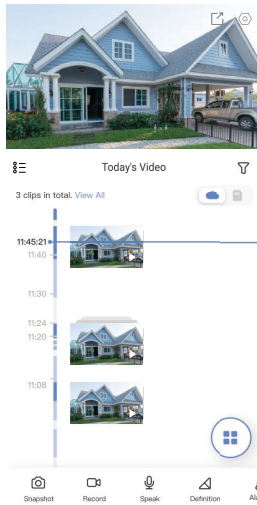 Today's Video
3 clips in total. View All
11:45:21
11:40
11:30
11:24
11:20
11:08
Snapshot
Record
Speak
Definition
Ala